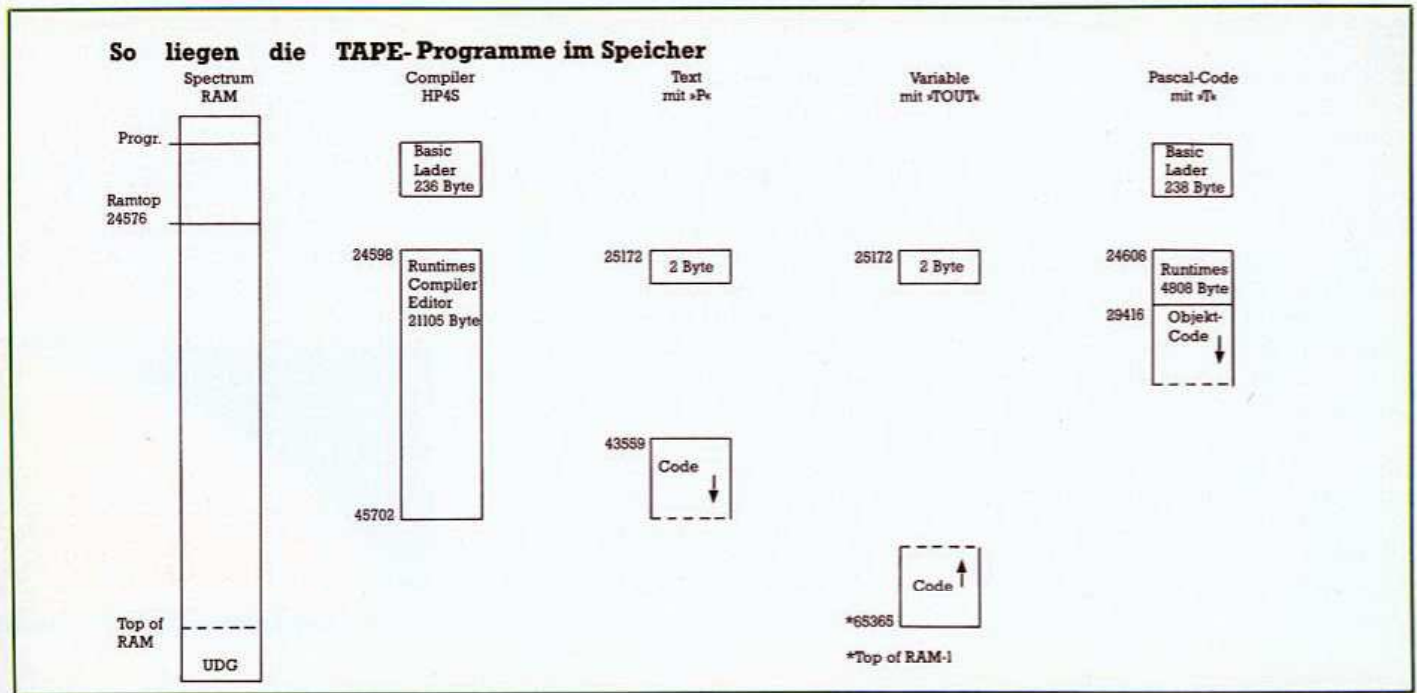 So liegen die TAPE-Programme im Speicher
Spectrum
RAM
Progr.
Ramtop
24576
Top of
RAM
UDG
Compiler
HP4S
Basic
Lader
236 Byte
24598
Runtimes
Compiler
Editor
21105 Byte
45702
Text
mit »P«
25172
2 Byte
43559
Code
Variable
mit »TOUT«
25172
2 Byte
Code
*65365
*Top of RAM-1
Pascal-Code
mit »T«
Basic
Lader
238 Byte
24608
Runtimes
4808 Byte
29416
Objekt-
Code